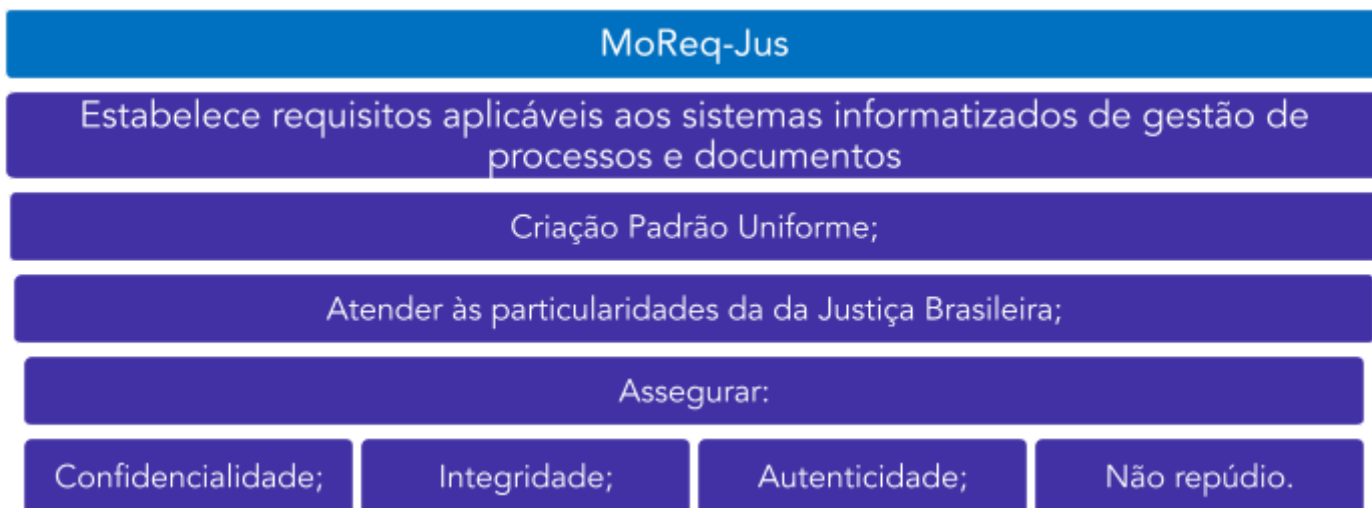 MoReq-Jus
Estabelece requisitos aplicáveis aos sistemas informatizados de gestão de
processos e documentos
Criação Padrão Uniforme;
Atender às particularidades da da Justiça Brasileira;
Assegurar:
Confidencialidade;
Integridade;
Autenticidade;
Não repúdio.